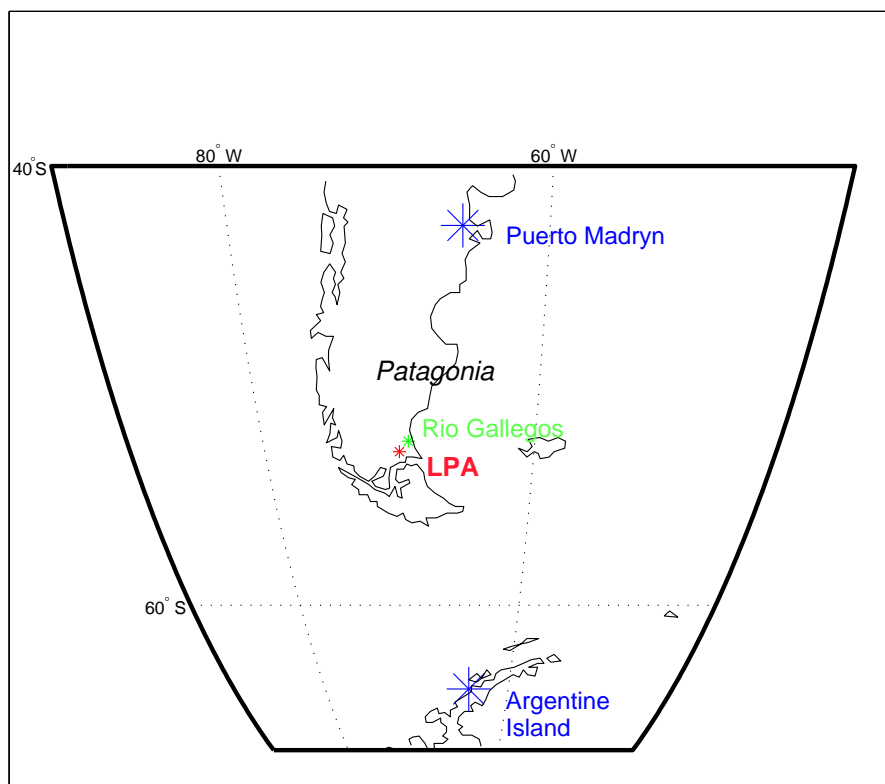 80° W
60° W
40°S
Puerto Madryn
Patagonia
Rio Gallegos
LPA
60° S
Argentine
Island